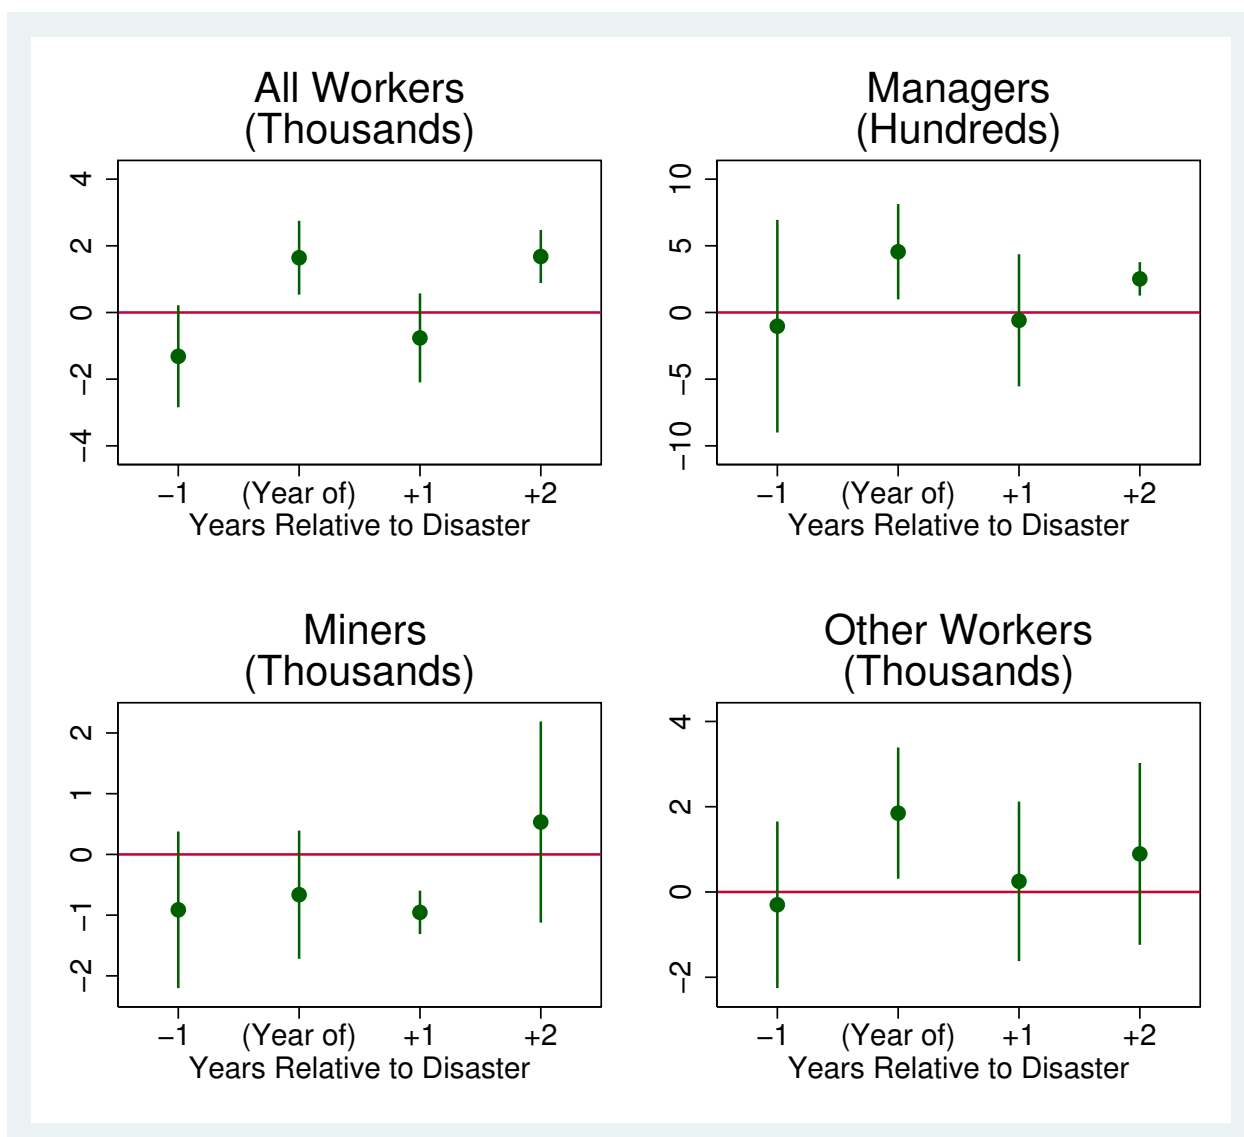 All Workers
(Thousands)
4
2
0
−2
−4
−1 (Year of) +1 +2
Years Relative to Disaster
Managers
(Hundreds)
10
5
0
−5
−10
−1 (Year of) +1 +2
Years Relative to Disaster
Miners
(Thousands)
2
1
0
−1
−2
−1 (Year of) +1 +2
Years Relative to Disaster
Other Workers
(Thousands)
4
2
0
−2
−1 (Year of) +1 +2
Years Relative to Disaster